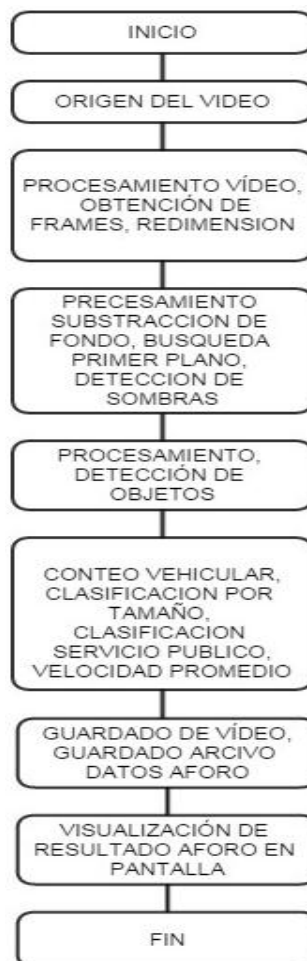 INICIO
ORIGEN DEL VIDEO
PROCESAMIENTO VÍDEO,
OBTENCIÓN DE
FRAMES, REDIMENSION
PRECESAMIENTO
SUBSTRACCION DE
FONDO, BUSQUEDA
PRIMER PLANO,
DETECCION DE
SOMBRAS
PROCESAMIENTO,
DETECCIÓN DE
OBJETOS
CONTEO VEHICULAR,
CLASIFICACION POR
TAMAÑO,
CLASIFICACION
SERVICIO PUBLICO,
VELOCIDAD PROMEDIO
GUARDADO DE VÍDEO,
GUARDADO ARCIVO
DATOS AFORO
VISUALIZACIÓN DE
RESULTADO AFORO EN
PANTALLA
FIN